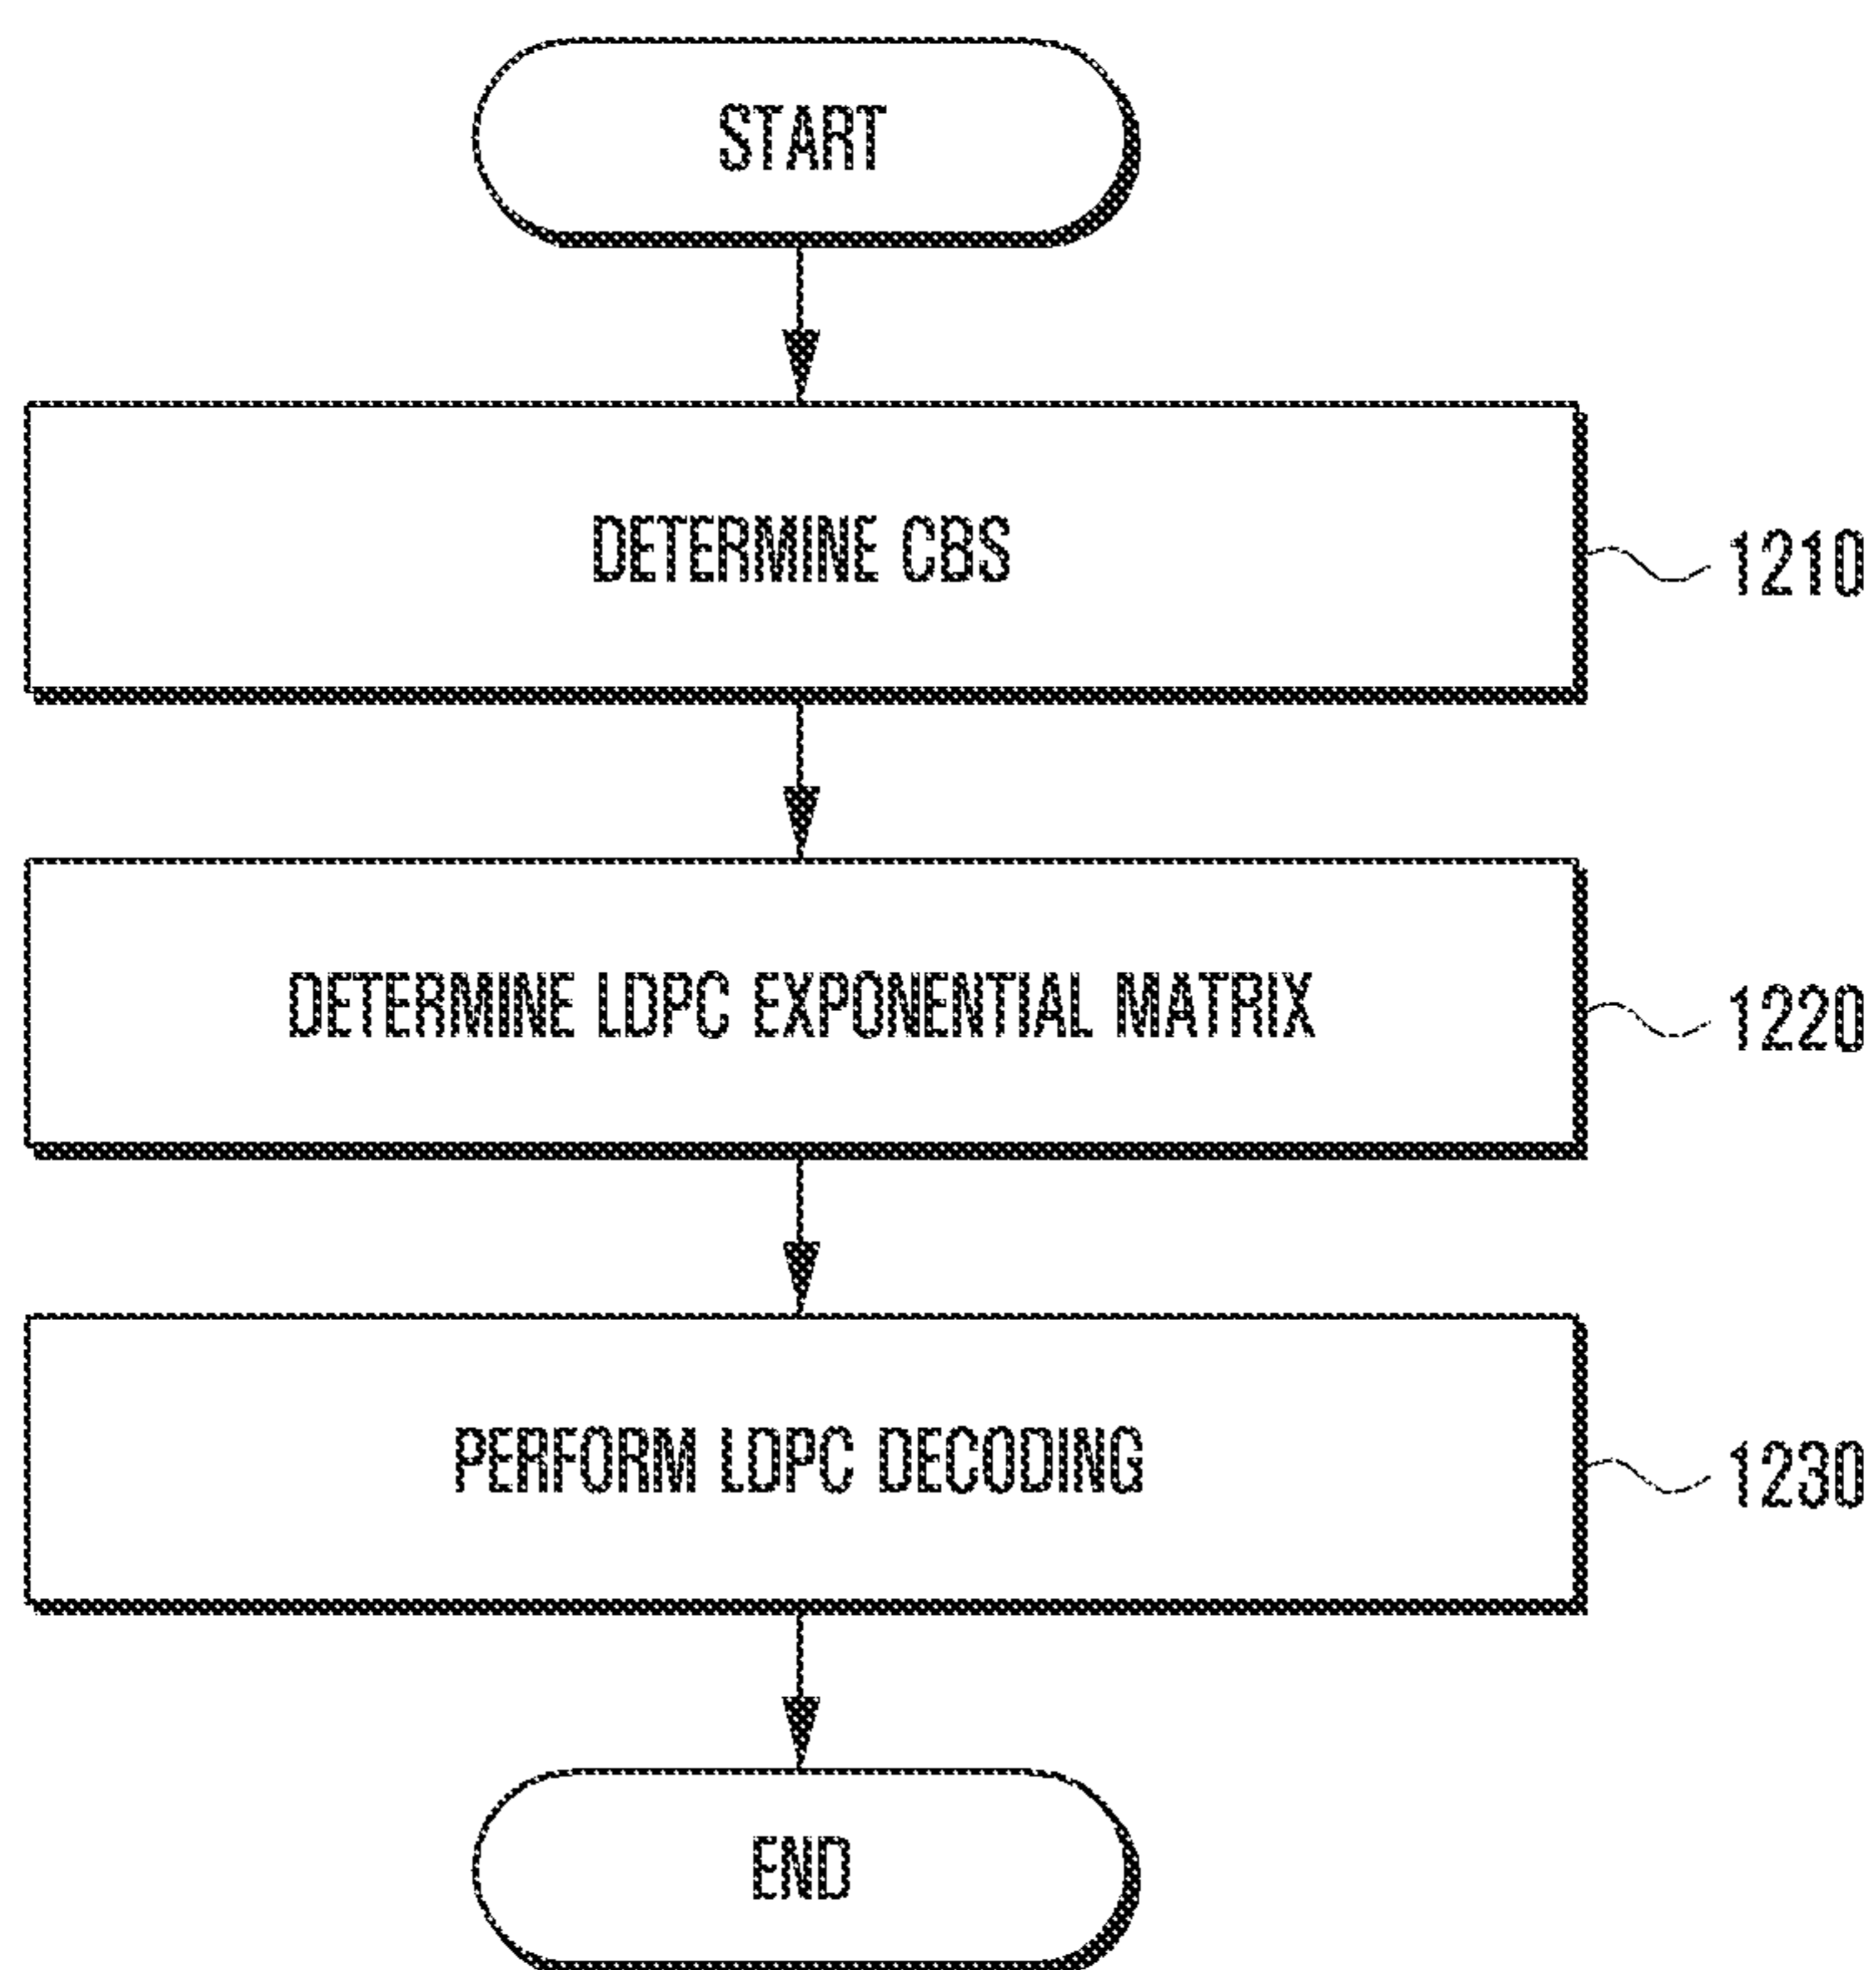 START
DETERMINE CBS
1210
DETERMINE LDPC EXPONENTIAL MATRIX
1220
PERFORM LDPC DECODING
1230
END